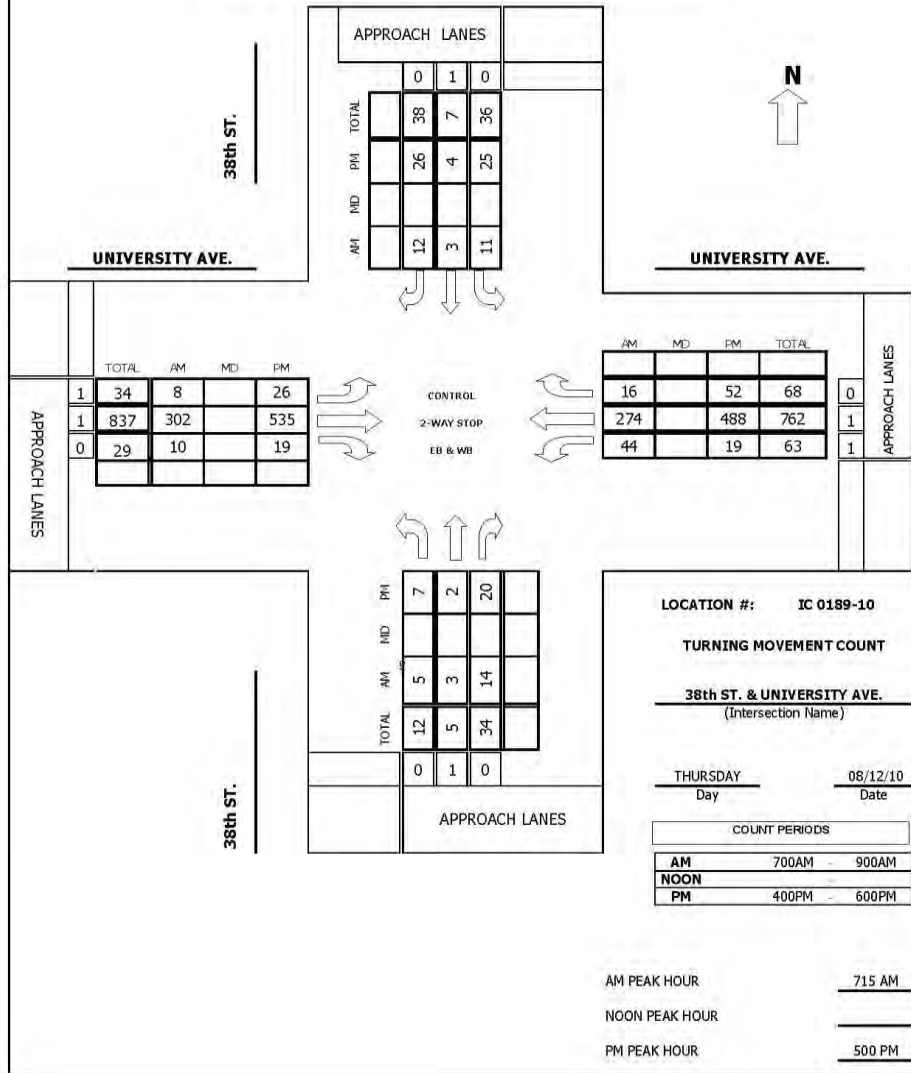 APPROACH LANES
0 1 0
TOTAL 38 7 36
PM 26 4 25
MD
AM 12 3 11
38th ST.
N
UNIVERSITY AVE.
UNIVERSITY AVE.
TOTAL AM MD PM
1 34 8 26
1 837 302 535
0 29 10 19
APPROACH LANES
CONTROL
2-WAY STOP
EB & WB
AM MD PM TOTAL
16 52 68 0
274 488 762 1
44 19 63 1
APPROACH LANES
PM 7 2 20
MD
AM 5 3 14
TOTAL 12 5 34
0 1 0
APPROACH LANES
38th ST.
LOCATION #: IC 0189-10
TURNING MOVEMENT COUNT
38th ST. & UNIVERSITY AVE.
(Intersection Name)
THURSDAY 08/12/10
Day Date
COUNT PERIODS
AM 700AM - 900AM
NOON -
PM 400PM - 600PM
AM PEAK HOUR 715 AM
NOON PEAK HOUR
PM PEAK HOUR 500 PM